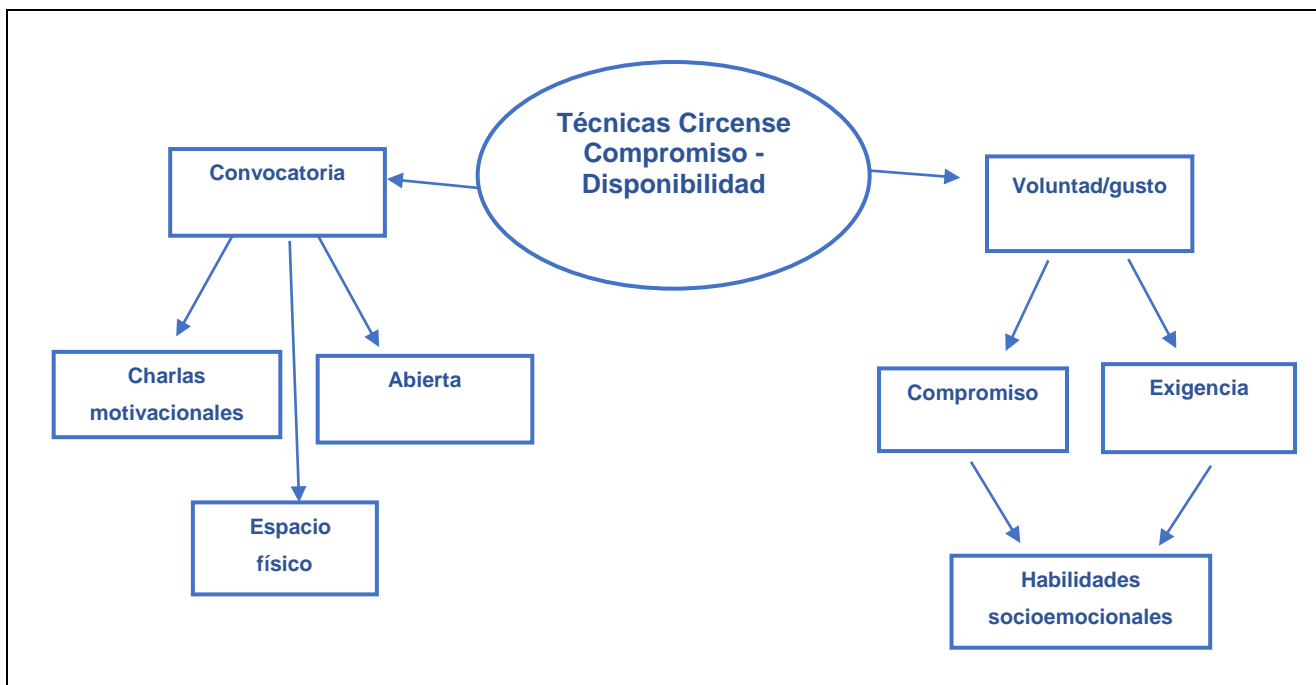 Técnicas Circense
Compromiso -
Disponibilidad
Convocatoria
Voluntad/gusto
Charlas
motivacionales
Abierta
Compromiso
Exigencia
Espacio
físico
Habilidades
socioemocionales